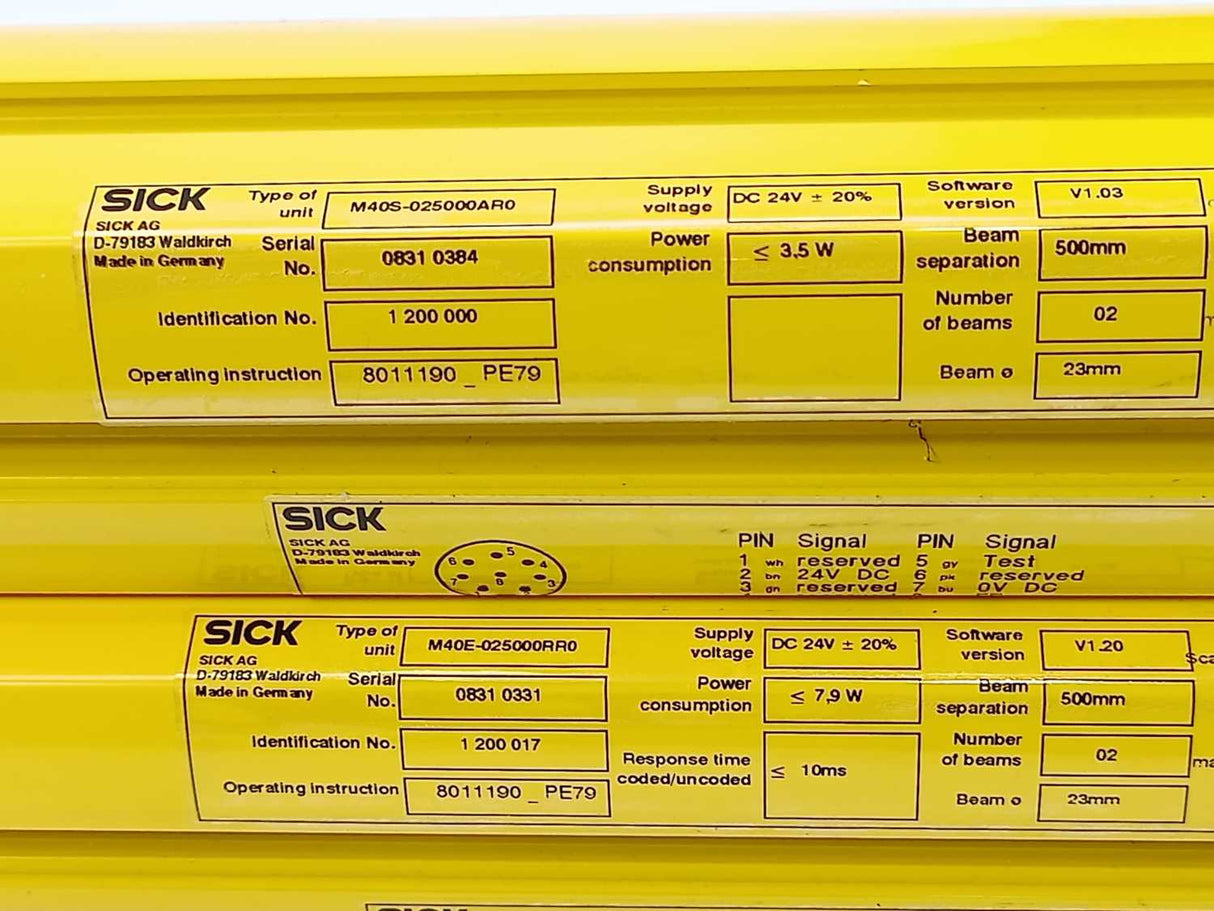 SICK
SICK AG
D-79183 Waldkirch
Made in Germany
Type of unit M40S-025000AR0
Serial No. 0831 0384
Identification No. 1 200 000
Operating instruction 8011190 _ PE79
Supply voltage DC 24V ± 20%
Power consumption ≤ 3,5 W
Software version V1.03
Beam separation 500mm
Number of beams 02
Beam ø 23mm
SICK
SICK AG
D-79183 Waldkirch
Made in Germany
5
6 4
7 8 3
PIN Signal PIN Signal
1 wh reserved 5 gy Test
2 bn 24V DC 6 pk reserved
3 gn reserved 7 bu 0V DC
SICK
SICK AG
D-79183 Waldkirch
Made in Germany
Type of unit M40E-025000RR0
Serial No. 0831 0331
Identification No. 1 200 017
Operating instruction 8011190 _ PE79
Supply voltage DC 24V ± 20%
Power consumption ≤ 7,9 W
Response time coded/uncoded ≤ 10ms
Software version V1.20
Beam separation 500mm
Number of beams 02
Beam ø 23mm
SICK